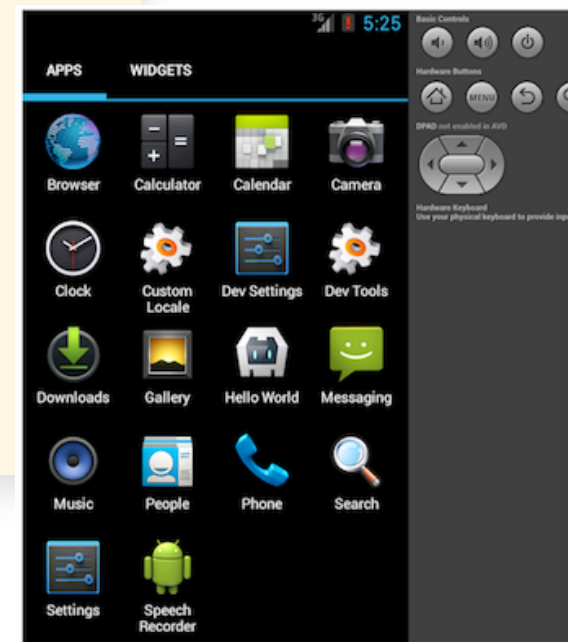 3G
5:25
APPS WIDGETS
Browser Calculator Calendar Camera
Clock Custom Locale Dev Settings Dev Tools
Downloads Gallery Hello World Messaging
Music People Phone Search
Settings Speech Recorder
Basic Controls
Hardware Buttons
MENU
DPAD not enabled in AVD
Hardware Keyboard
Use your physical keyboard to provide